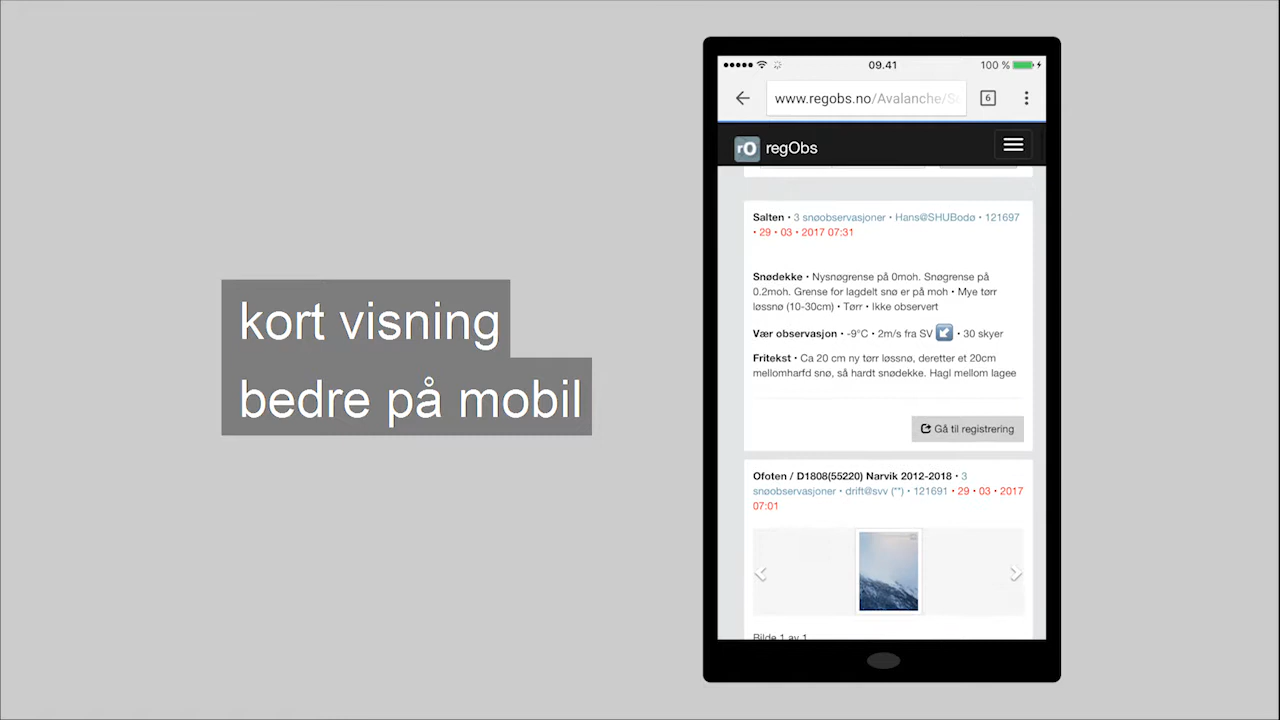 kort visning
bedre på mobil
09.41
100 %
www.regobs.no/Avalanche/
6
rO regObs
Salten • 3 snøobservasjoner • Hans@SHUBodø • 121697
• 29 • 03 • 2017 07:31
Snødekke • Nysnøgrense på 0moh. Snøgrense på
0.2moh. Grense for lagdelt snø er på moh • Mye tørr
løssnø (10-30cm) • Tørr • Ikke observert
Vær observasjon • -9°C • 2m/s fra SV ↙ • 30 skyer
Fritekst • Ca 20 cm ny tørr løssnø, deretter et 20cm
mellomharfd snø, så hardt snødekke. Hagl mellom lagee
Gå til registrering
Ofoten / D1808(55220) Narvik 2012-2018 • 3
snøobservasjoner • drift@svv (**) • 121691 • 29 • 03 • 2017
07:01
Bilde 1 av 1